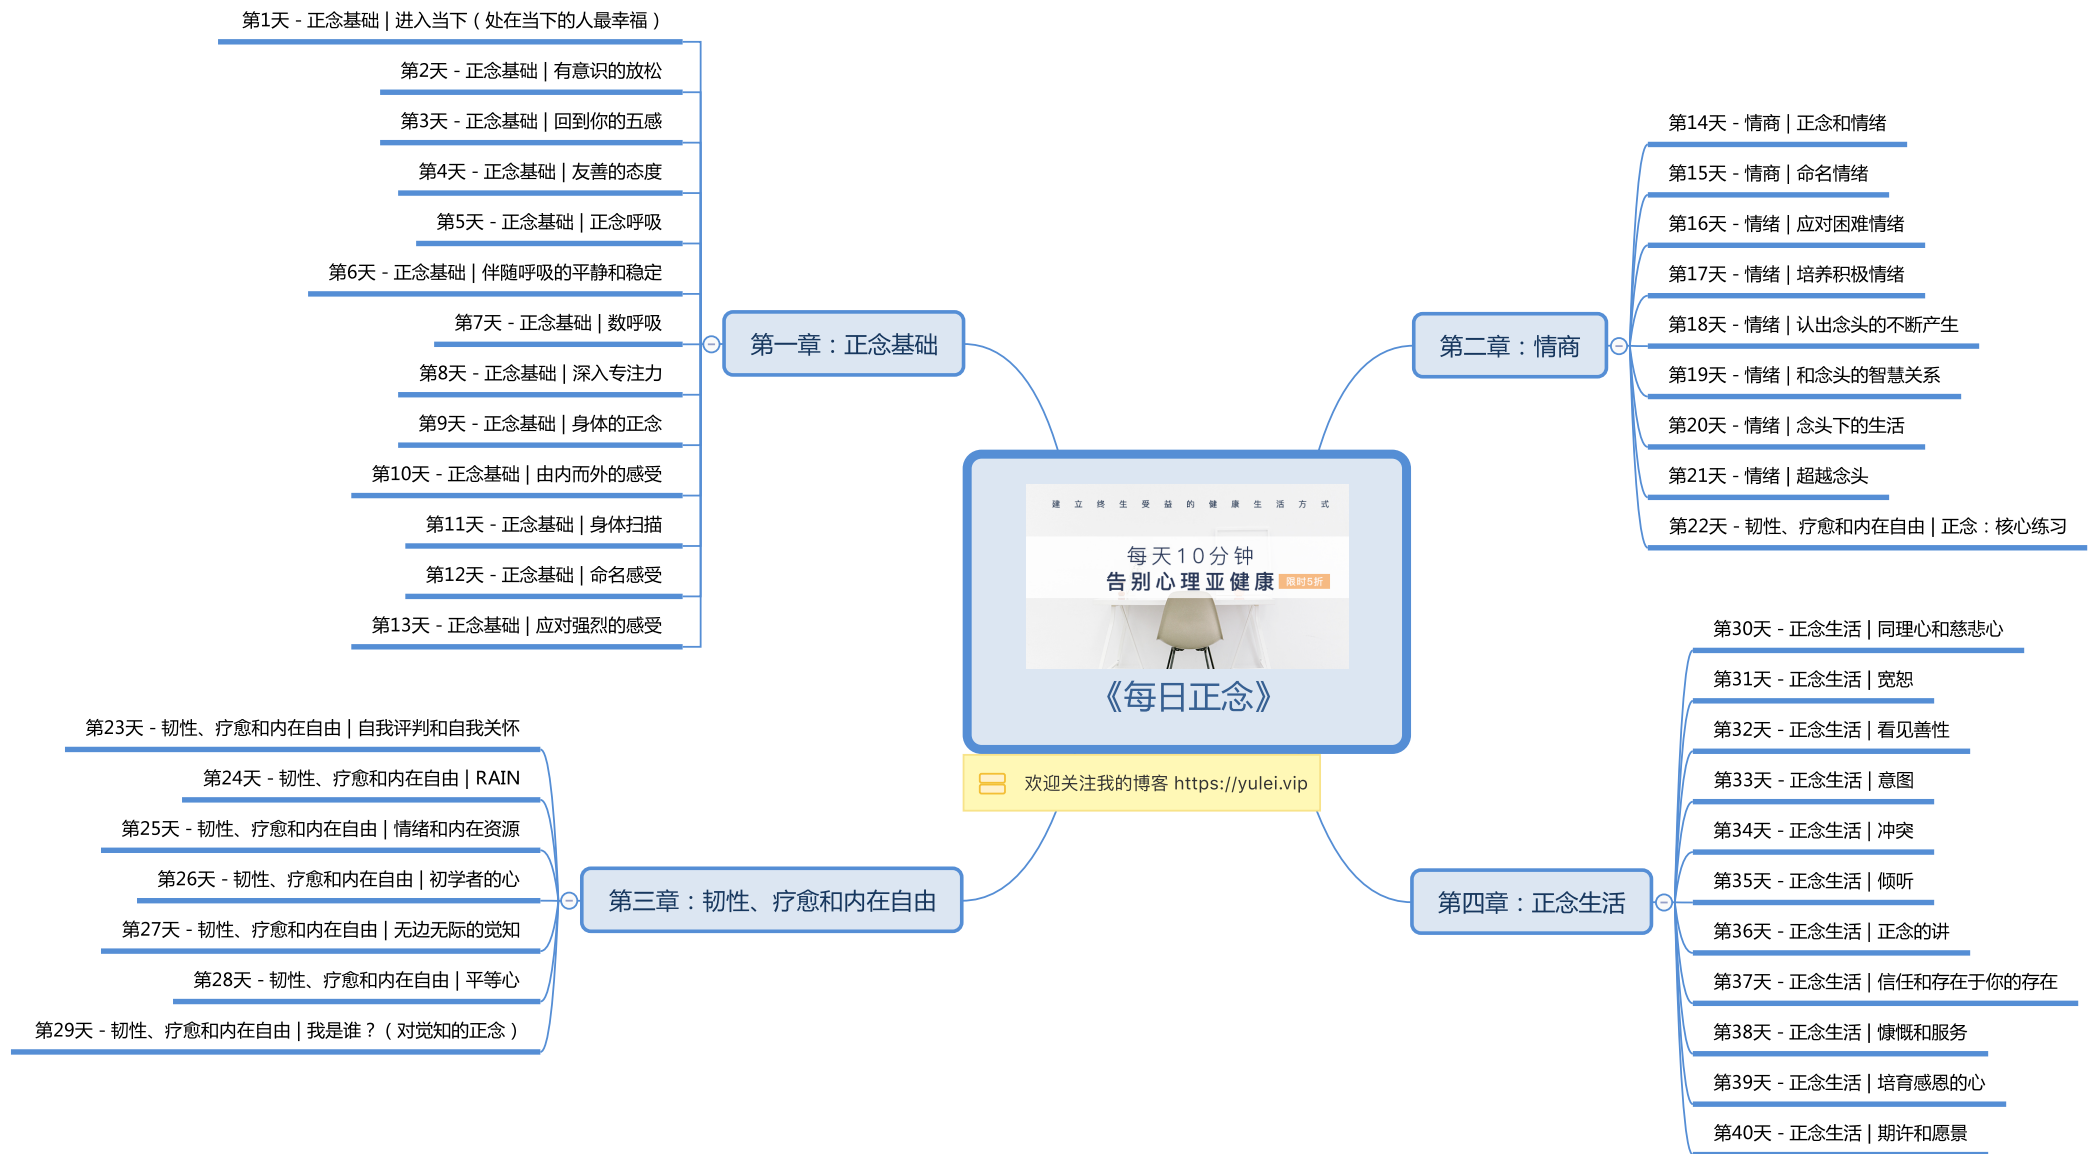 第1天 - 正念基础 | 进入当下（处在当下的人最幸福）
第2天 - 正念基础 | 有意识的放松
第3天 - 正念基础 | 回到你的五感
第4天 - 正念基础 | 友善的态度
第5天 - 正念基础 | 正念呼吸
第6天 - 正念基础 | 伴随呼吸的平静和稳定
第7天 - 正念基础 | 数呼吸
第8天 - 正念基础 | 深入专注力
第9天 - 正念基础 | 身体的正念
第10天 - 正念基础 | 由内而外的感受
第11天 - 正念基础 | 身体扫描
第12天 - 正念基础 | 命名感受
第13天 - 正念基础 | 应对强烈的感受
第一章：正念基础
第14天 - 情商 | 正念和情绪
第15天 - 情商 | 命名情绪
第16天 - 情绪 | 应对困难情绪
第17天 - 情绪 | 培养积极情绪
第18天 - 情绪 | 认出念头的不断产生
第19天 - 情绪 | 和念头的智慧关系
第20天 - 情绪 | 念头下的生活
第21天 - 情绪 | 超越念头
第22天 - 韧性、疗愈和内在自由 | 正念：核心练习
第二章：情商
建立终生受益的健康生活方式
每天10分钟
告别心理亚健康 限时5折
《每日正念》
欢迎关注我的博客 https://yulei.vip
第23天 - 韧性、疗愈和内在自由 | 自我评判和自我关怀
第24天 - 韧性、疗愈和内在自由 | RAIN
第25天 - 韧性、疗愈和内在自由 | 情绪和内在资源
第26天 - 韧性、疗愈和内在自由 | 初学者的心
第27天 - 韧性、疗愈和内在自由 | 无边无际的觉知
第28天 - 韧性、疗愈和内在自由 | 平等心
第29天 - 韧性、疗愈和内在自由 | 我是谁？（对觉知的正念）
第三章：韧性、疗愈和内在自由
第30天 - 正念生活 | 同理心和慈悲心
第31天 - 正念生活 | 宽恕
第32天 - 正念生活 | 看见善性
第33天 - 正念生活 | 意图
第34天 - 正念生活 | 冲突
第35天 - 正念生活 | 倾听
第36天 - 正念生活 | 正念的讲
第37天 - 正念生活 | 信任和存在于你的存在
第38天 - 正念生活 | 慷慨和服务
第39天 - 正念生活 | 培育感恩的心
第40天 - 正念生活 | 期许和愿景
第四章：正念生活